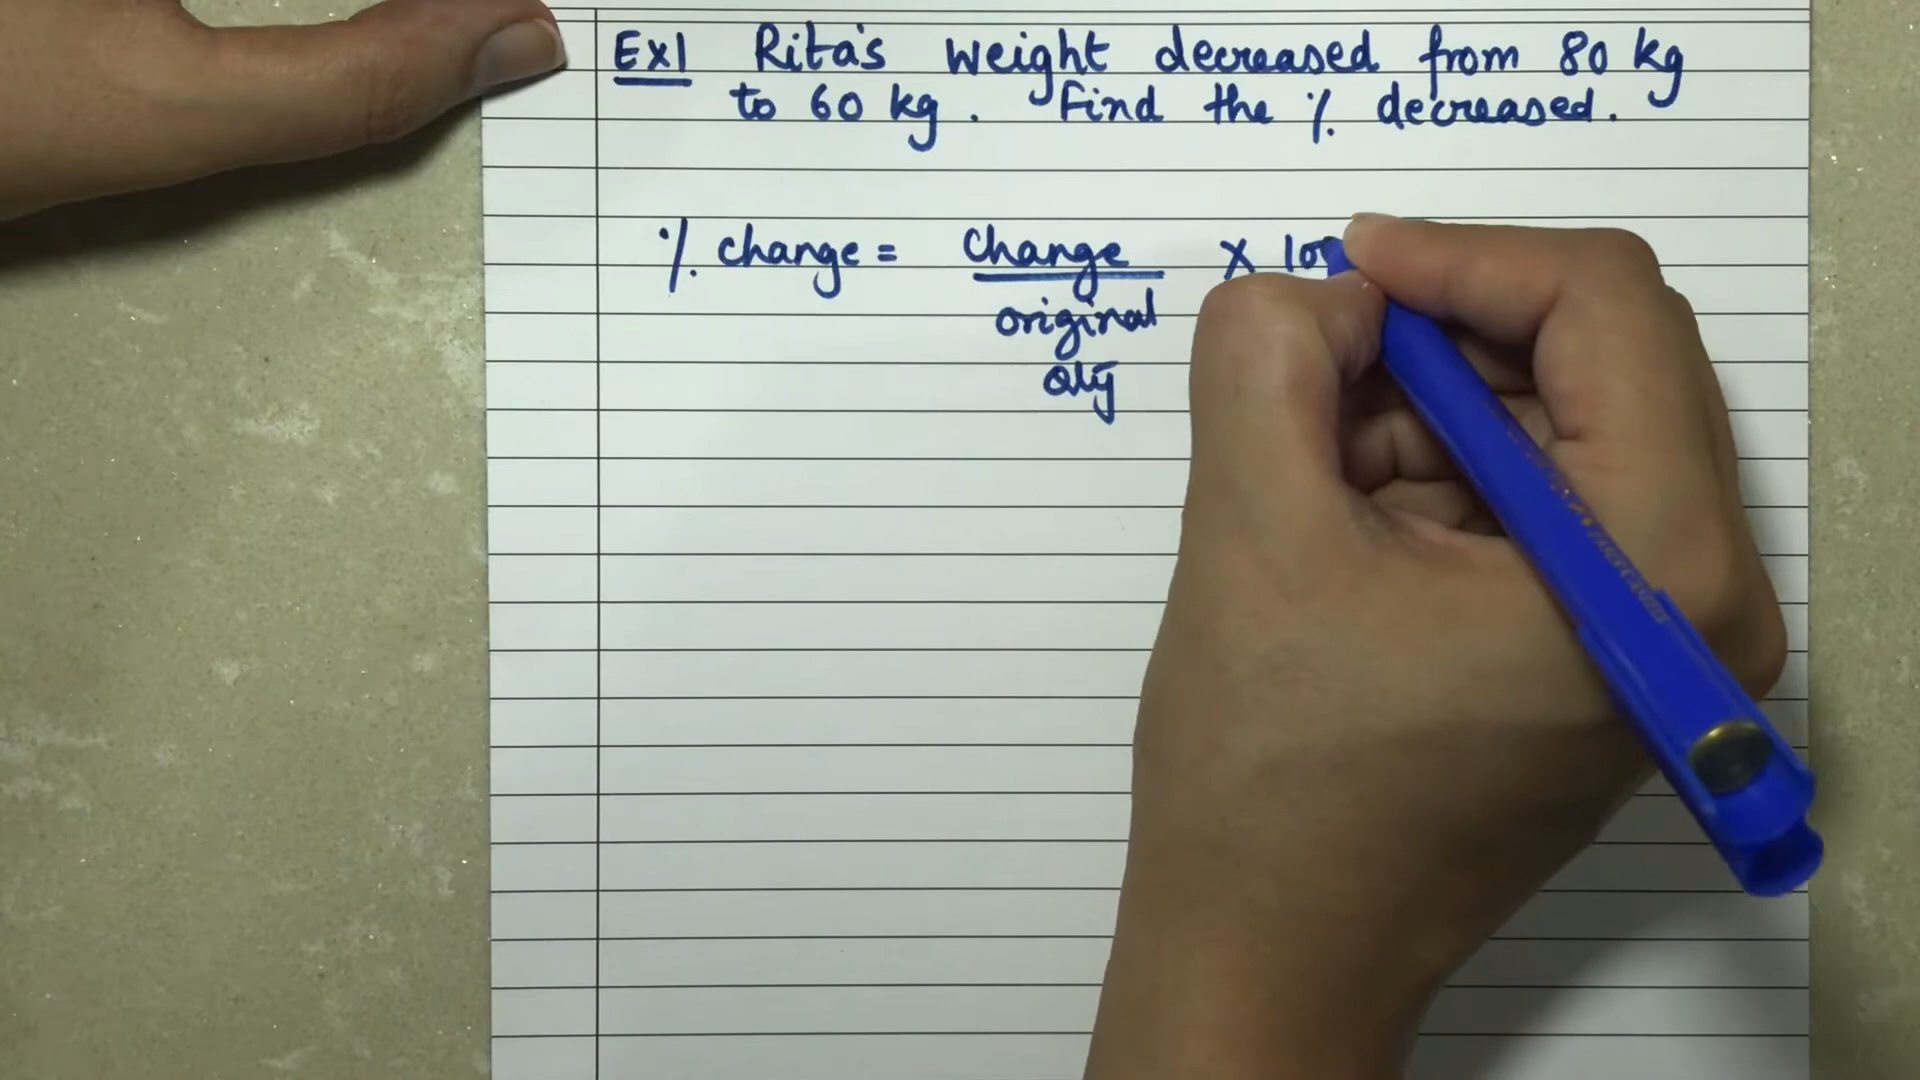 Ex1 Rita's weight decreased from 80 kg
to 60 kg. Find the % decreased.
% change = Change × 10
original
Qty